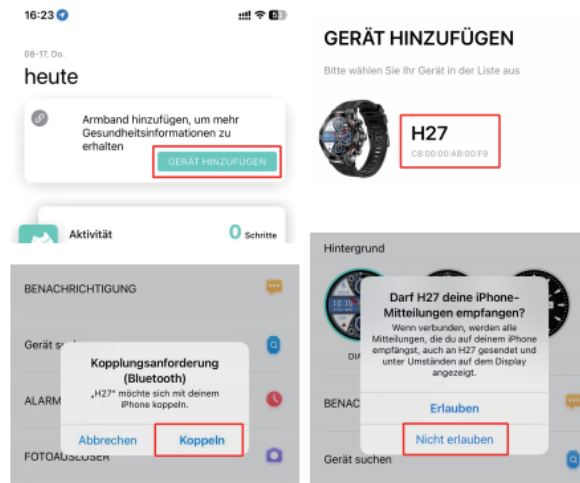 16:23
08-17, Do.
heute
Armband hinzufügen, um mehr
Gesundheitsinformationen zu
erhalten
GERÄT HINZUFÜGEN
Aktivität
0 Schritte
GERÄT HINZUFÜGEN
Bitte wählen Sie Ihr Gerät in der Liste aus
H27
C8:00:00:AB:00:F9
BENACHRICHTIGUNG
Gerät
ALARM
FOTOAUSLÖSER
Kopplungsanforderung
(Bluetooth)
„H27“ möchte sich mit deinem
iPhone koppeln.
Abbrechen
Koppeln
Hintergrund
Darf H27 deine iPhone-
Mitteilungen empfangen?
Wenn verbunden, werden alle
Mitteilungen, die du auf deinem iPhone
empfängst, auch an H27 gesendet und
unter Umständen auf dem Display
angezeigt.
Erlauben
Nicht erlauben
BENAC
Gerät suchen